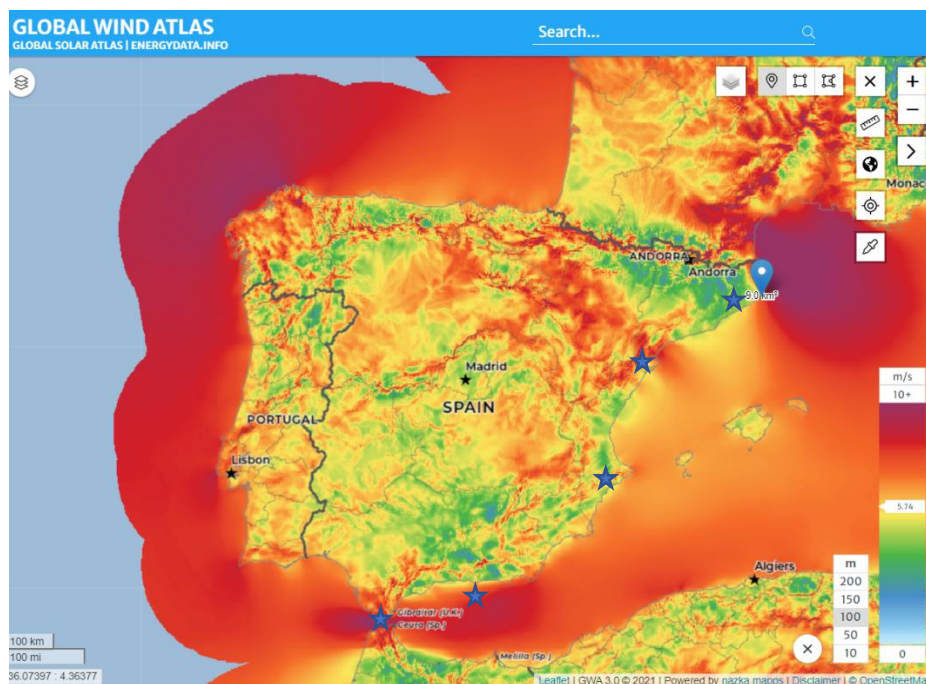 GLOBAL WIND ATLAS
GLOBAL SOLAR ATLAS | ENERGYDATA.INFO
Search...
Monac
ANDORRA
Andorra
9.0 km²
m/s
10+
Madrid
SPAIN
PORTUGAL
Lisbon
5.74
Algiers
m
200
150
100
50
10
0
Gibraltar (U.K)
Ceuta (Sp.)
Melilla (Sp.)
100 km
100 mi
36.07397 : 4.36377
Leaflet | GWA 3.0 © 2021 | Powered by nazka mapps | Disclaimer | © OpenStreetMa